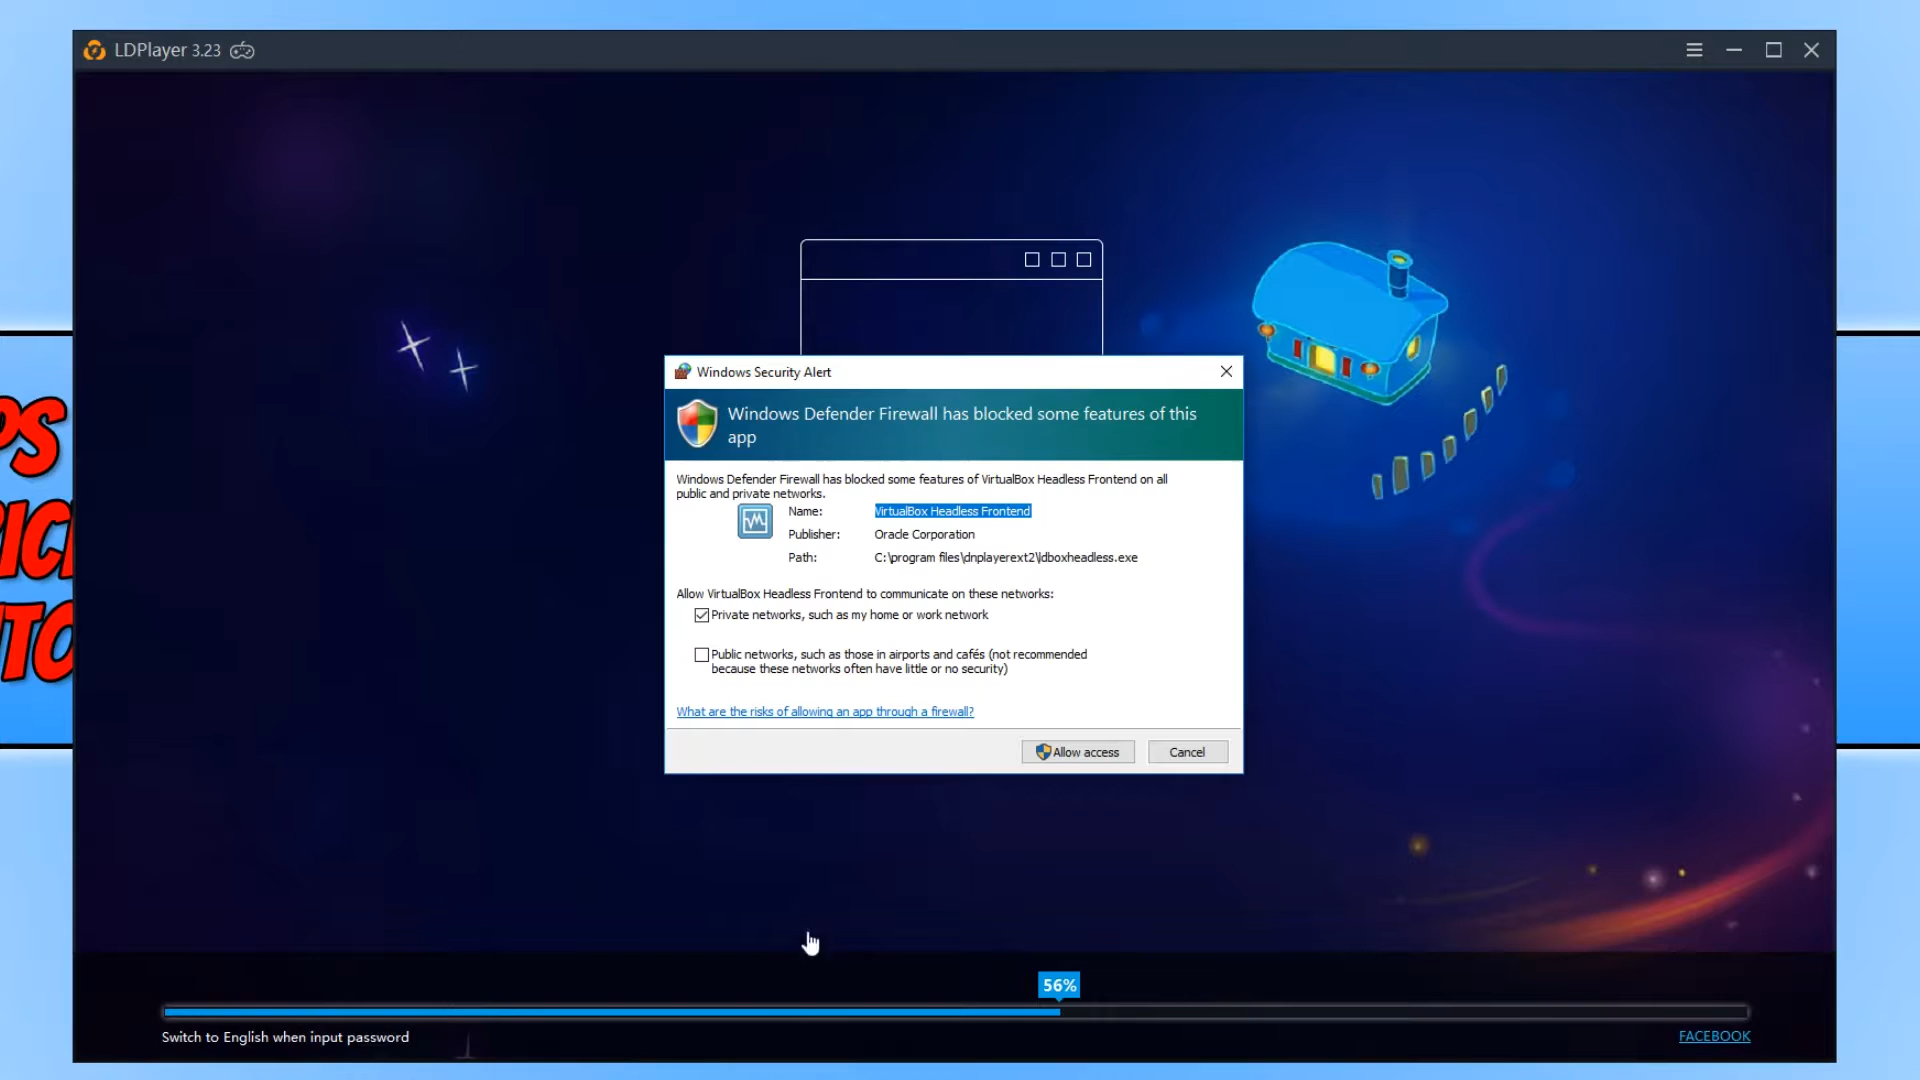 LDPlayer 3.23
Windows Security Alert
Windows Defender Firewall has blocked some features of this
app
Windows Defender Firewall has blocked some features of VirtualBox Headless Frontend on all
public and private networks.
Name: VirtualBox Headless Frontend
Publisher: Oracle Corporation
Path: C:\program files\dnplayerext2\ldboxheadless.exe
Allow VirtualBox Headless Frontend to communicate on these networks:
Private networks, such as my home or work network
Public networks, such as those in airports and cafés (not recommended
because these networks often have little or no security)
What are the risks of allowing an app through a firewall?
Allow access Cancel
56%
Switch to English when input password
FACEBOOK